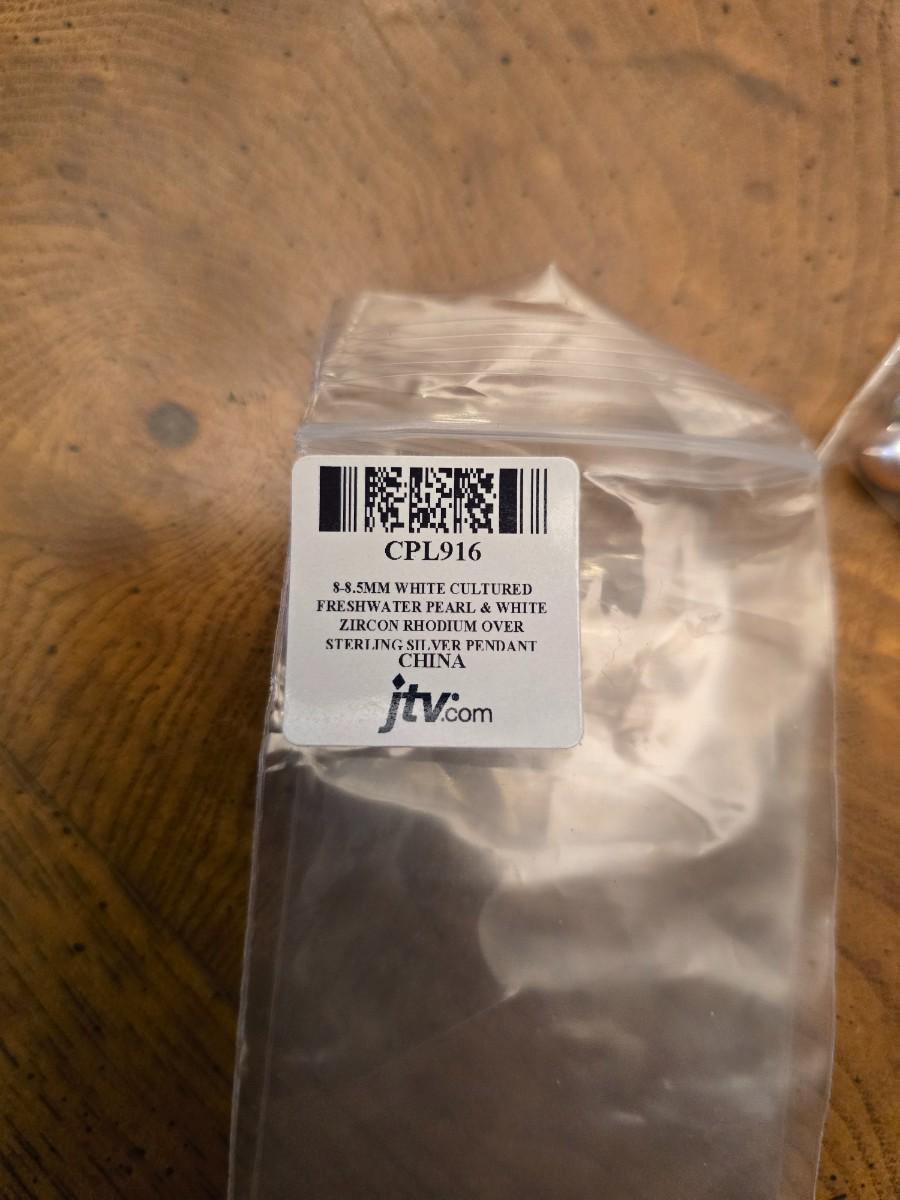 CPL916
8-8.5MM WHITE CULTURED
FRESHWATER PEARL & WHITE
ZIRCON RHODIUM OVER
STERLING SILVER PENDANT
CHINA
jtv.com